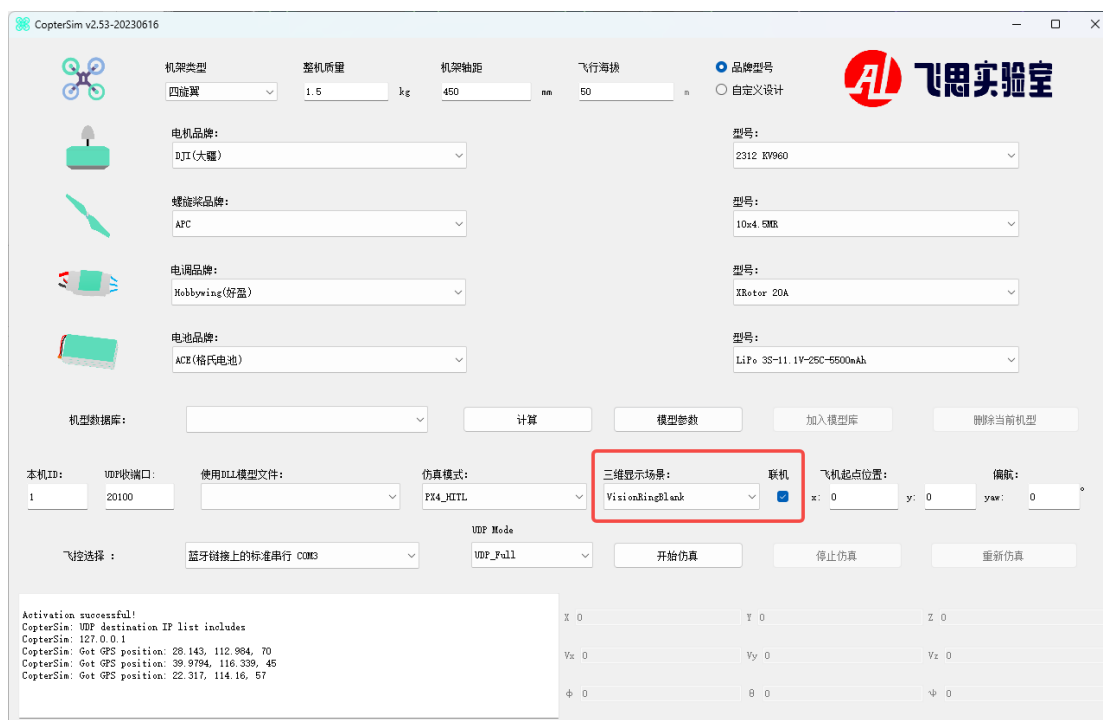 CopterSim v2.53-20230616
机架类型 整机质量 机架轴距 飞行海拔 品牌型号
四旋翼 1.5 kg 450 mm 50 m 自定义设计
飞思实验室
电机品牌: 型号:
DJI(大疆) 2312 KV960
螺旋桨品牌: 型号:
APC 10x4.5MR
电调品牌: 型号:
Hobbywing(好盈) XRotor 20A
电池品牌: 型号:
ACE(格氏电池) LiPo 3S-11.1V-25C-5500mAh
机型数据库: 计算 模型参数 加入模型库 删除当前机型
本机ID: UDP收端口: 使用DLL模型文件: 仿真模式: 三维显示场景: 联机 飞机起点位置: 偏航:
1 20100 PX4_HITL VisionRingBlank x: 0 y: 0 yaw: 0 °
UDP Mode
飞控选择 : 蓝牙链接上的标准串行 COM3 UDP_Full 开始仿真 停止仿真 重新仿真
Activation successful!
CopterSim: UDP destination IP list includes
CopterSim: 127.0.0.1
CopterSim: Got GPS position: 28.143, 112.984, 70
CopterSim: Got GPS position: 39.9794, 116.339, 45
CopterSim: Got GPS position: 22.317, 114.16, 57
X 0 Y 0 Z 0
Vx 0 Vy 0 Vz 0
ϕ 0 θ 0 ψ 0